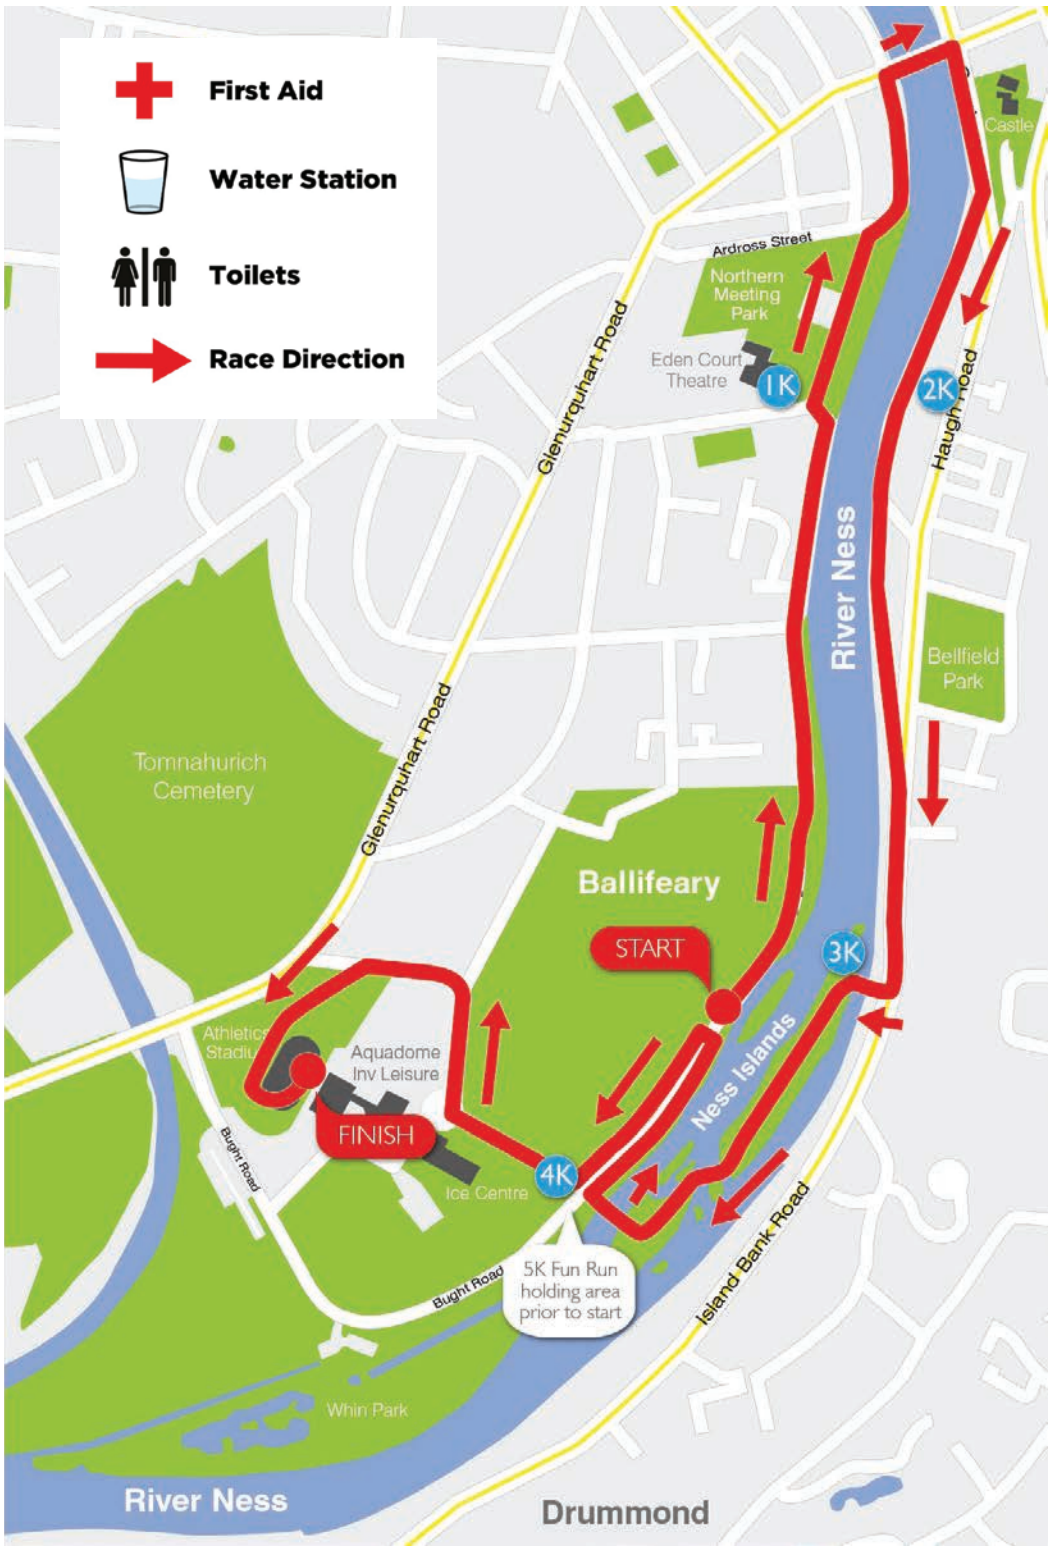 First Aid
Water Station
Toilets
Race Direction
Castle
Ardross Street
Northern
Meeting
Park
Eden Court
Theatre
1K
2K
Haugh Road
Glenurquhart Road
River Ness
Bellfield
Park
Tomnahurich
Cemetery
Glenurquhart Road
Ballifeary
START
3K
Ness Islands
Athletics
Stadiu
Aquadome
Inv Leisure
FINISH
Bught Road
Ice Centre
4K
Island Bank Road
Bught Road
5K Fun Run
holding area
prior to start
Whin Park
River Ness
Drummond